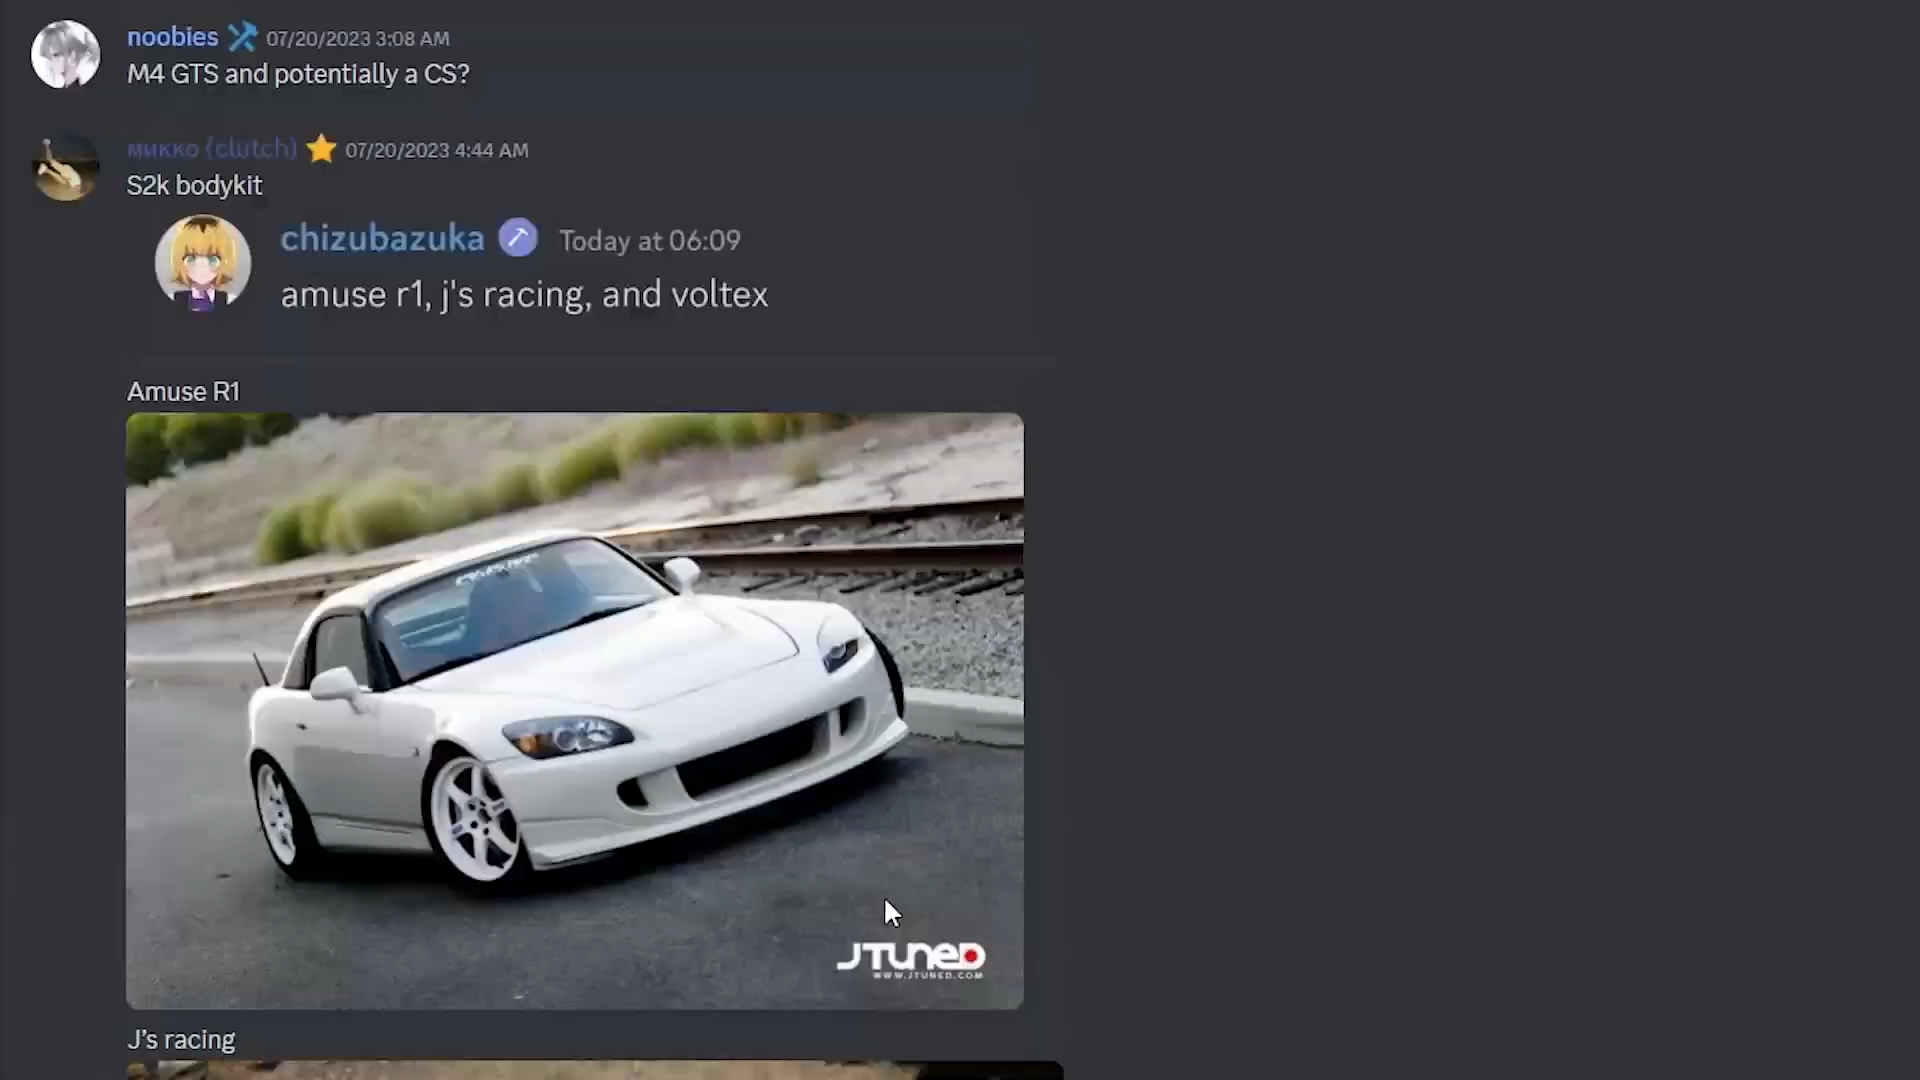 noobies 07/20/2023 3:08 AM
M4 GTS and potentially a CS?
микко (clutch) 07/20/2023 4:44 AM
S2k bodykit
chizubazuka Today at 06:09
amuse r1, j's racing, and voltex
Amuse R1
JTUNED
WWW.JTUNED.COM
J's racing